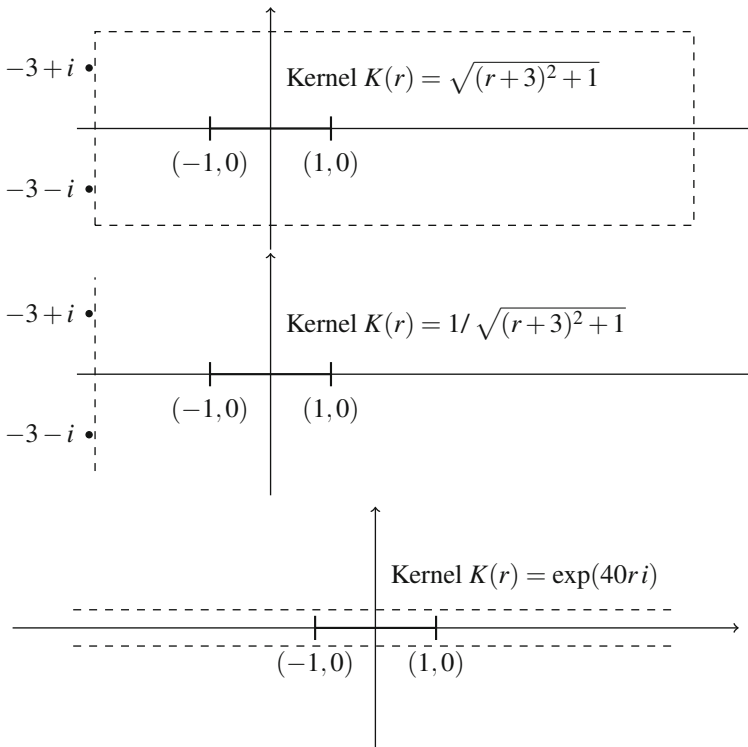 −3+i
Kernel K(r) = √((r+3)²+1)
(−1,0) (1,0)
−3−i
−3+i
Kernel K(r) = 1/√((r+3)²+1)
(−1,0) (1,0)
−3−i
Kernel K(r) = exp(40r i)
(−1,0) (1,0)